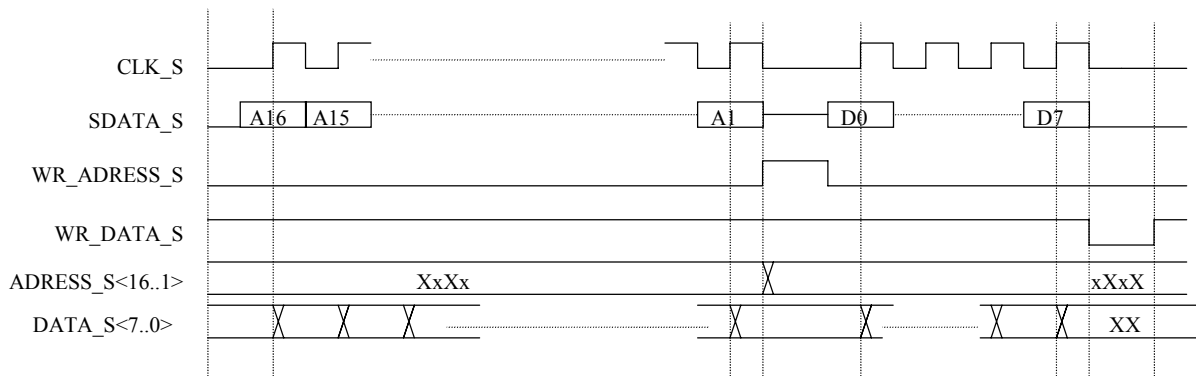 CLK_S
SDATA_S A16 A15 A1 D0 D7
WR_ADRESS_S
WR_DATA_S
ADRESS_S<16..1> XxXx xXxX
DATA_S<7..0> XX